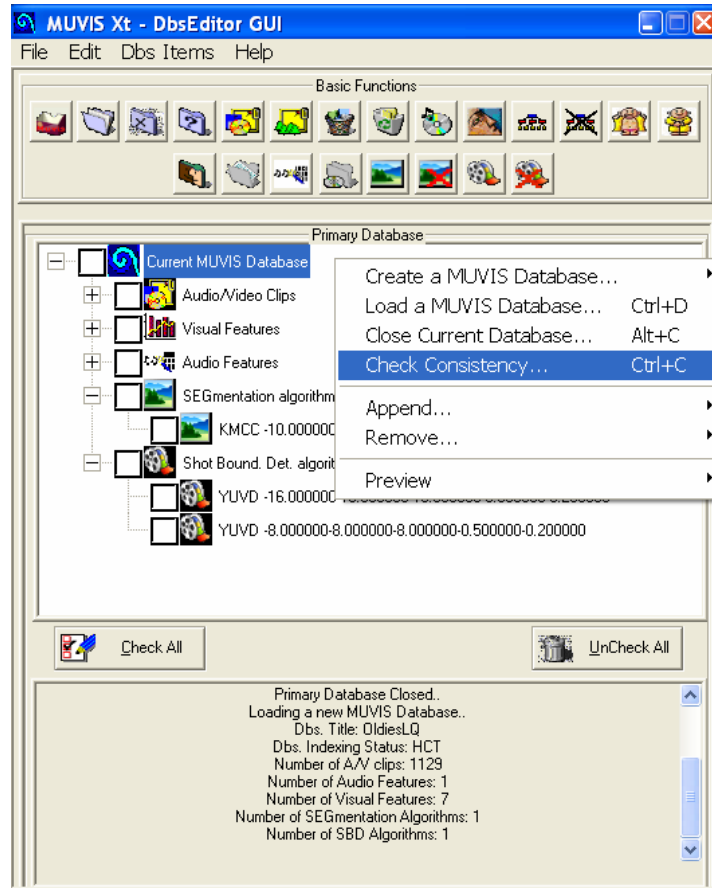 MUVIS Xt - DbsEditor GUI
File Edit Dbs Items Help
Basic Functions
Primary Database
Current MUVIS Database
Audio/Video Clips
Visual Features
Audio Features
SEGmentation algorithm
KMCC -10.000000
Shot Bound. Det. algorit
YUVD -16.000000
YUVD -8.000000-8.000000-8.000000-0.500000-0.200000
Create a MUVIS Database...
Load a MUVIS Database... Ctrl+D
Close Current Database... Alt+C
Check Consistency... Ctrl+C
Append...
Remove...
Preview
Check All
UnCheck All
Primary Database Closed..
Loading a new MUVIS Database..
Dbs. Title: OldiesLQ
Dbs. Indexing Status: HCT
Number of A/V clips: 1129
Number of Audio Features: 1
Number of Visual Features: 7
Number of SEGmentation Algorithms: 1
Number of SBD Algorithms: 1